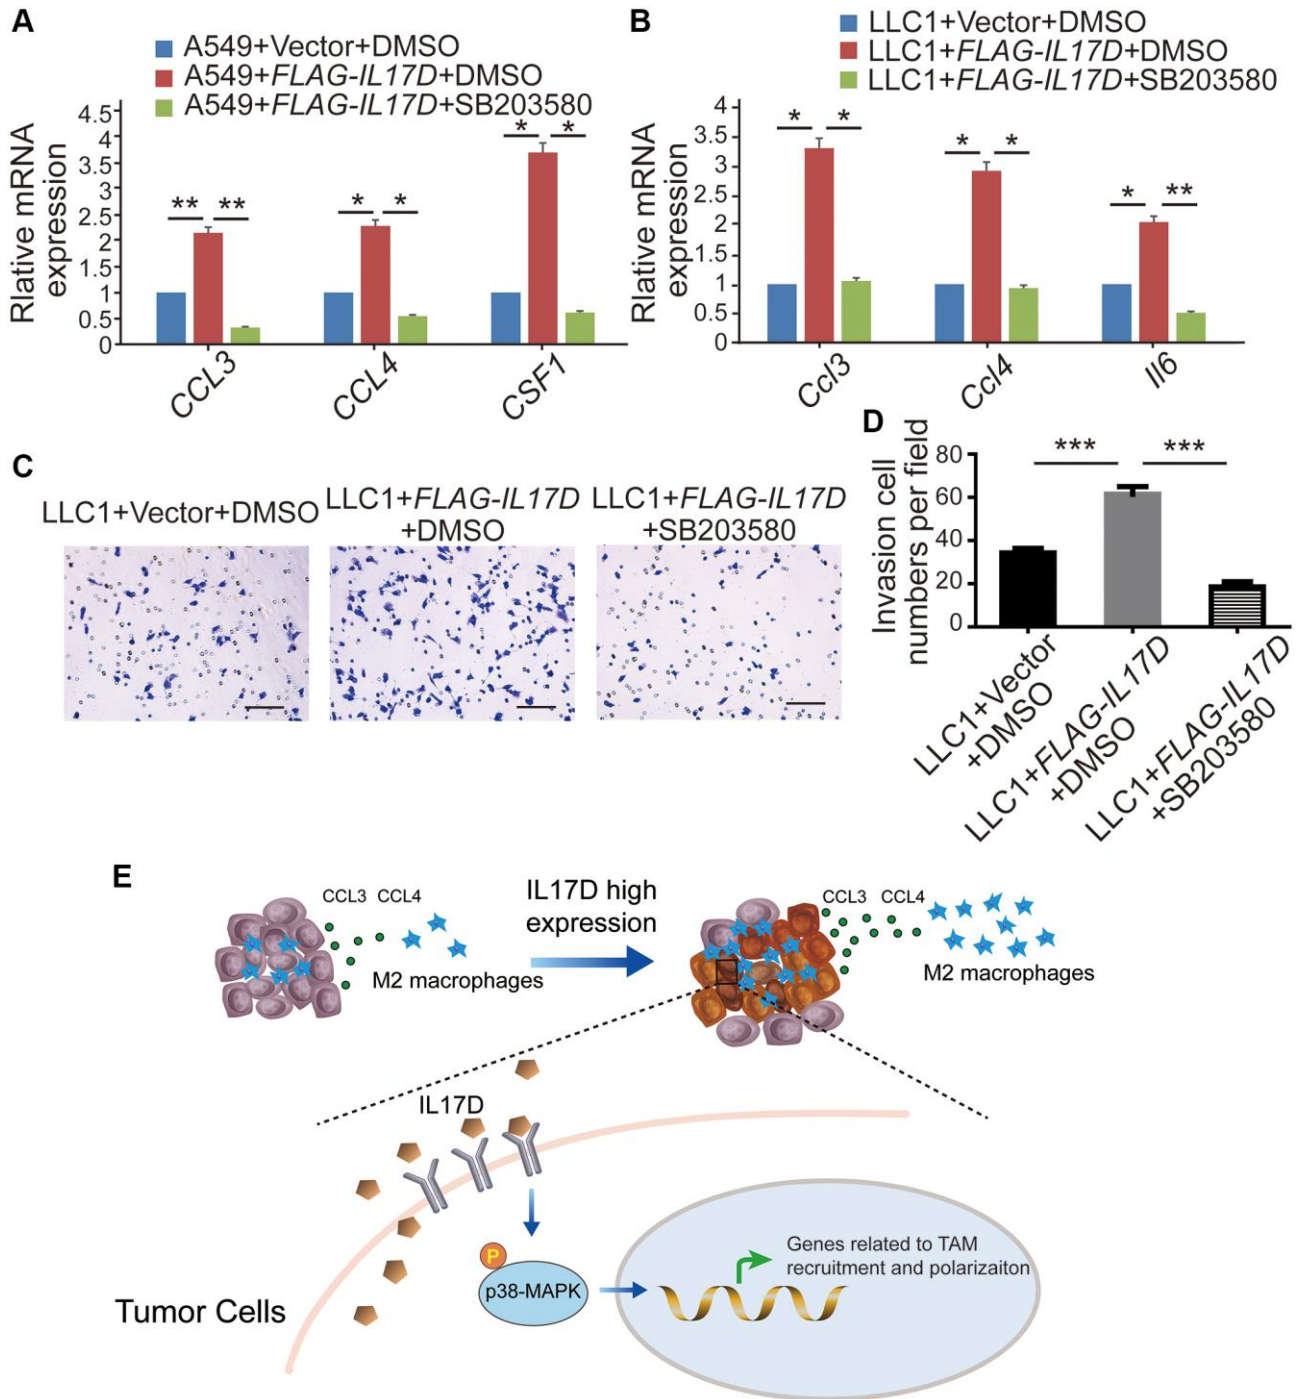 A
A549+Vector+DMSO
A549+FLAG-IL17D+DMSO
A549+FLAG-IL17D+SB203580
Rlative mRNA
expression
4.5
4
3.5
3
2.5
2
1.5
1
0.5
0
** **
* *
* *
CCL3
CCL4
CSF1
B
LLC1+Vector+DMSO
LLC1+FLAG-IL17D+DMSO
LLC1+FLAG-IL17D+SB203580
Rlative mRNA
expression
4
3.5
3
2.5
2
1.5
1
0.5
0
* *
* *
* **
Ccl3
Ccl4
Il6
C
LLC1+Vector+DMSO
LLC1+FLAG-IL17D
+DMSO
LLC1+FLAG-IL17D
+SB203580
D
Invasion cell
numbers per field
80
60
40
20
0
*** ***
LLC1+Vector
+DMSO
LLC1+FLAG-IL17D
+DMSO
LLC1+FLAG-IL17D
+SB203580
E
CCL3 CCL4
M2 macrophages
IL17D high
expression
CCL3 CCL4
M2 macrophages
IL17D
P
p38-MAPK
Genes related to TAM
recruitment and polarizaiton
Tumor Cells